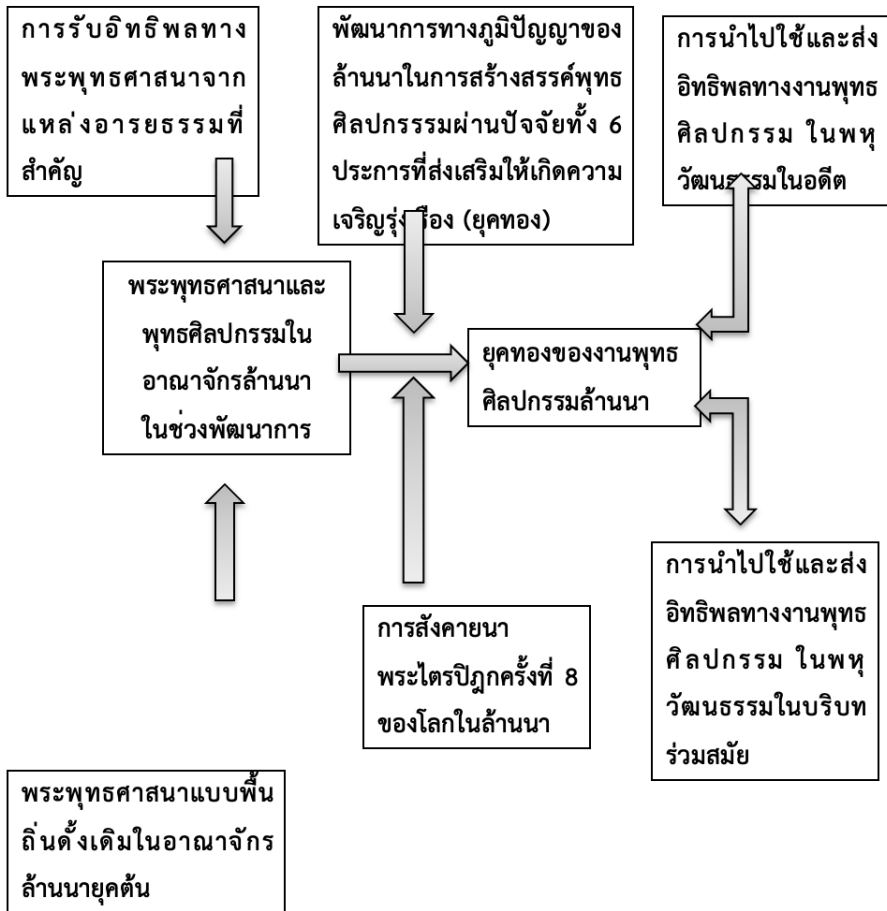 การรับอิทธิพลทาง
พระพุทธศาสนาจาก
แหล่งอารยธรรมที่
สำคัญ
พัฒนาการทางภูมิปัญญาของ
ล้านนาในการสร้างสรรค์พุทธ
ศิลปกรรรมผ่านปัจจัยทั้ง 6
ประการที่ส่งเสริมให้เกิดความ
เจริญรุ่งเรือง (ยุคทอง)
การนำไปใช้และส่ง
อิทธิพลทางงานพุทธ
ศิลปกรรม ในพหุ
วัฒนธรรมในอดีต
พระพุทธศาสนาและ
พุทธศิลปกรรมใน
อาณาจักรล้านนา
ในช่วงพัฒนาการ
ยุคทองของงานพุทธ
ศิลปกรรมล้านนา
การสังคายนา
พระไตรปิฎกครั้งที่ 8
ของโลกในล้านนา
การนำไปใช้และส่ง
อิทธิพลทางงานพุทธ
ศิลปกรรม ในพหุ
วัฒนธรรมในบริบท
ร่วมสมัย
พระพุทธศาสนาแบบพื้น
ถิ่นดั้งเดิมในอาณาจักร
ล้านนายุคต้น